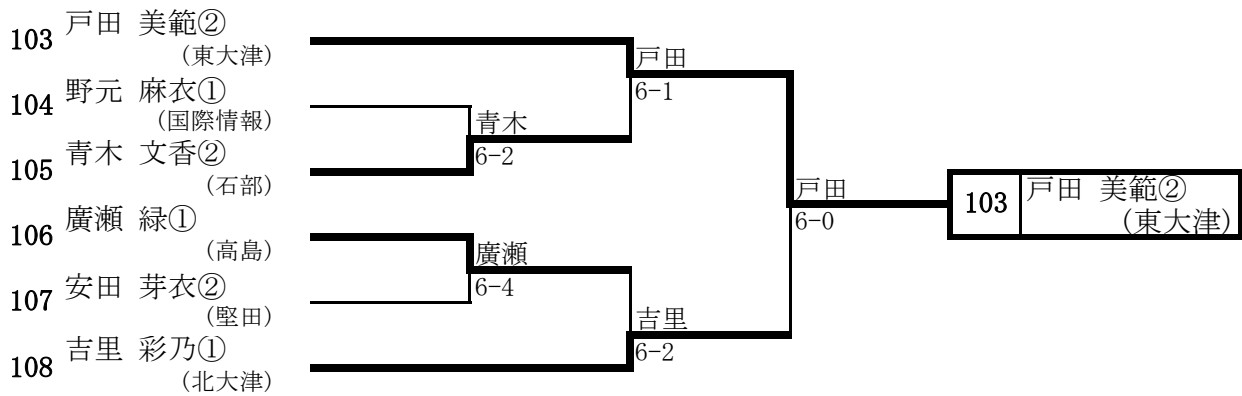 103 戸田 美範②
(東大津)
104 野元 麻衣①
(国際情報)
105 青木 文香②
(石部)
106 廣瀬 緑①
(高島)
107 安田 芽衣②
(堅田)
108 吉里 彩乃①
(北大津)
青木
6-2
廣瀬
6-4
戸田
6-1
吉里
6-2
戸田
6-0
103 戸田 美範②
(東大津)